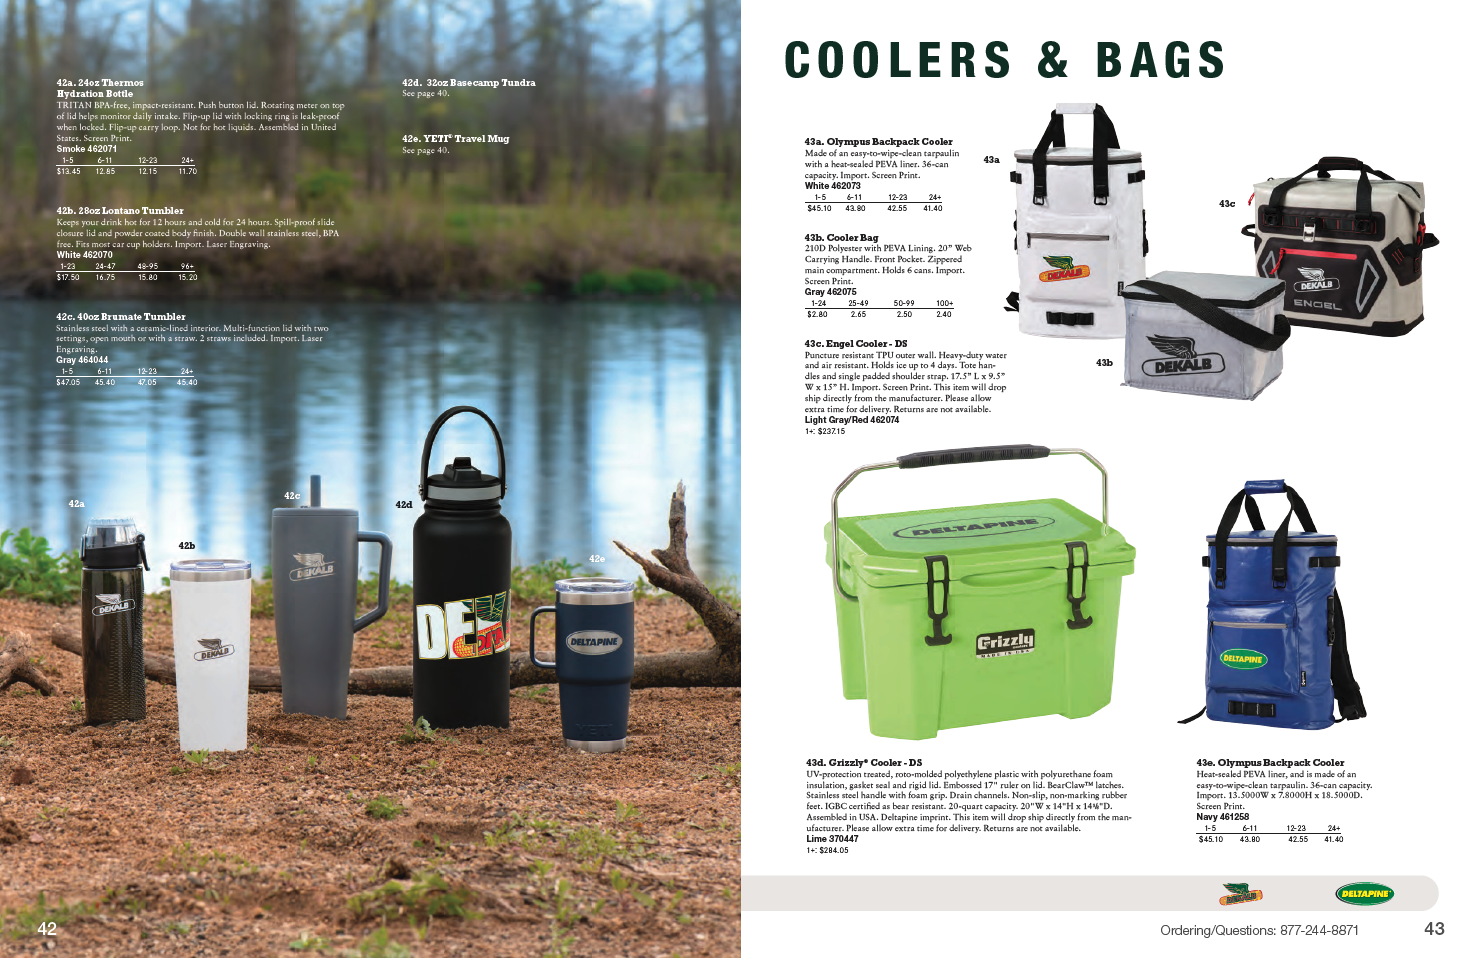 42a. 24oz Thermos
Hydration Bottle
TRITAN BPA-free, impact-resistant. Push button lid. Rotating meter on top
of lid helps monitor daily intake. Flip-up lid with locking ring is leak-proof
when locked. Flip-up carry loop. Not for hot liquids. Assembled in United
States. Screen Print.
Smoke 462071
1-5 6-11 12-23 24+
$13.45 12.85 12.15 11.70
42b. 28oz Lontano Tumbler
Keeps your drink hot for 12 hours and cold for 24 hours. Spill-proof slide
closure lid and powder coated body finish. Double wall stainless steel, BPA
free. Fits most car cup holders. Import. Laser Engraving.
White 462070
1-23 24-47 48-95 96+
$17.50 16.75 15.80 15.20
42c. 40oz Brumate Tumbler
Stainless steel with a ceramic-lined interior. Multi-function lid with two
settings, open mouth or with a straw. 2 straws included. Import. Laser
Engraving.
Gray 464044
1-5 6-11 12-23 24+
$47.05 45.40 47.05 45.40
42d. 32oz Basecamp Tundra
See page 40.
42e. YETI® Travel Mug
See page 40.
42a
42b
42c
42d
42e
DEKALB
DEKALB
DEKALB
DEK
DELTAPINE
42
COOLERS & BAGS
43a. Olympus Backpack Cooler
Made of an easy-to-wipe-clean tarpaulin
with a heat-sealed PEVA liner. 36-can
capacity. Import. Screen Print.
White 462073
1-5 6-11 12-23 24+
$45.10 43.80 42.55 41.40
43b. Cooler Bag
210D Polyester with PEVA Lining. 20” Web
Carrying Handle. Front Pocket. Zippered
main compartment. Holds 6 cans. Import.
Screen Print.
Gray 462075
1-24 25-49 50-99 100+
$2.80 2.65 2.50 2.40
43c. Engel Cooler - DS
Puncture resistant TPU outer wall. Heavy-duty water
and air resistant. Holds ice up to 4 days. Tote han-
dles and single padded shoulder strap. 17.5” L x 9.5”
W x 15” H. Import. Screen Print. This item will drop
ship directly from the manufacturer. Please allow
extra time for delivery. Returns are not available.
Light Gray/Red 462074
1+: $237.15
43a
43c
43b
DEKALB
DEKALB
ENGEL
DEKALB
DELTAPINE
Grizzly
COOLERS
MADE IN USA
DELTAPINE
43d. Grizzly® Cooler - DS
UV-protection treated, roto-molded polyethylene plastic with polyurethane foam
insulation, gasket seal and rigid lid. Embossed 17" ruler on lid. BearClaw™ latches.
Stainless steel handle with foam grip. Drain channels. Non-slip, non-marking rubber
feet. IGBC certified as bear resistant. 20-quart capacity. 20"W x 14"H x 14⅛"D.
Assembled in USA. Deltapine imprint. This item will drop ship directly from the man-
ufacturer. Please allow extra time for delivery. Returns are not available.
Lime 370447
1+: $284.05
43e. Olympus Backpack Cooler
Heat-sealed PEVA liner, and is made of an
easy-to-wipe-clean tarpaulin. 36-can capacity.
Import. 13.5000W x 7.8000H x 18.5000D.
Screen Print.
Navy 461258
1-5 6-11 12-23 24+
$45.10 43.80 42.55 41.40
DEKALB
DELTAPINE
Ordering/Questions: 877-244-8871
43